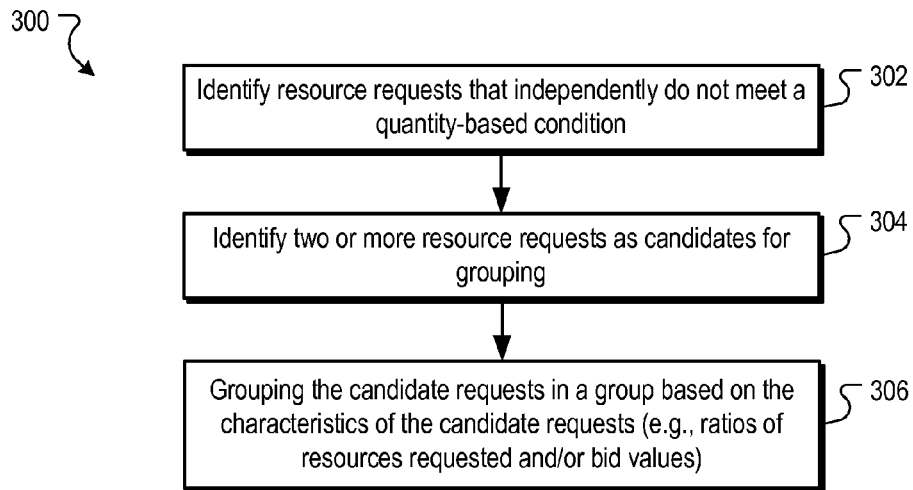 300
Identify resource requests that independently do not meet a
quantity-based condition
302
Identify two or more resource requests as candidates for
grouping
304
Grouping the candidate requests in a group based on the
characteristics of the candidate requests (e.g., ratios of
resources requested and/or bid values)
306